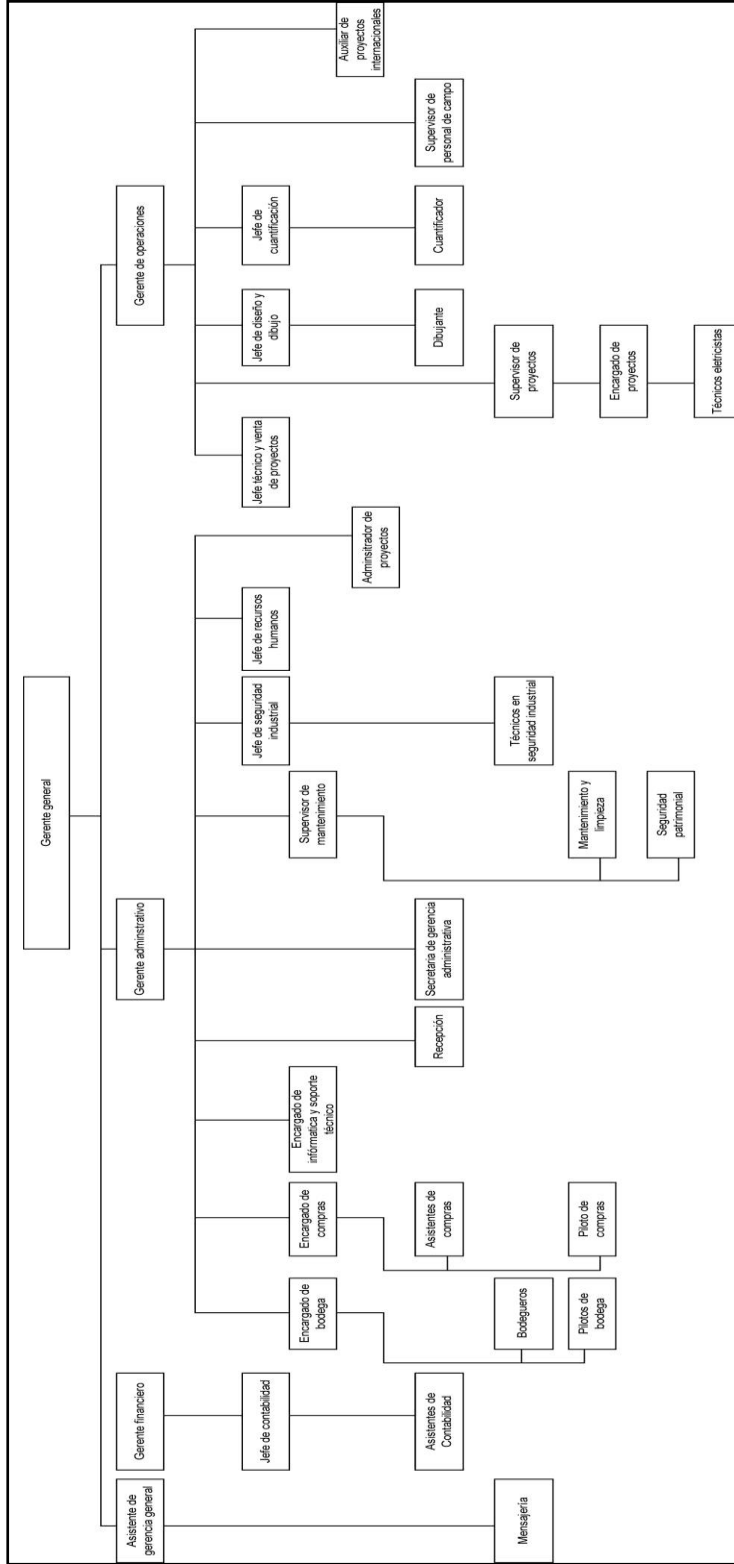 Gerente general
Asistente de
gerencia general
Gerente financiero
Gerente adminstrativo
Gerente de operaciones
Jefe de contabilidad
Jefe de seguridad
industrial
Jefe de recursos
humanos
Jefe técnico y venta
de proyectos
Jefe de diseño y
dibujo
Jefe de
cuantificación
Encargado de
bodega
Encargado de
compras
Encargado de
infórmatica y soporte
técnico
Supervisor de
mantenimiento
Adminsitrador de
proyectos
Auxiliar de
proyectos
internacionales
Asistentes de
Contabilidad
Asistentes de
compras
Recepción
Secretaria de gerencia
administrativa
Dibujante
Cuantificador
Supervisor de
personal de campo
Mensajería
Bodegueros
Técnicos en
seguridad industrial
Supervisor de
proyectos
Pilotos de
bodega
Piloto de
compras
Mantenimiento y
limpieza
Encargado de
proyectos
Seguridad
patrimonial
Técnicos eletricistas